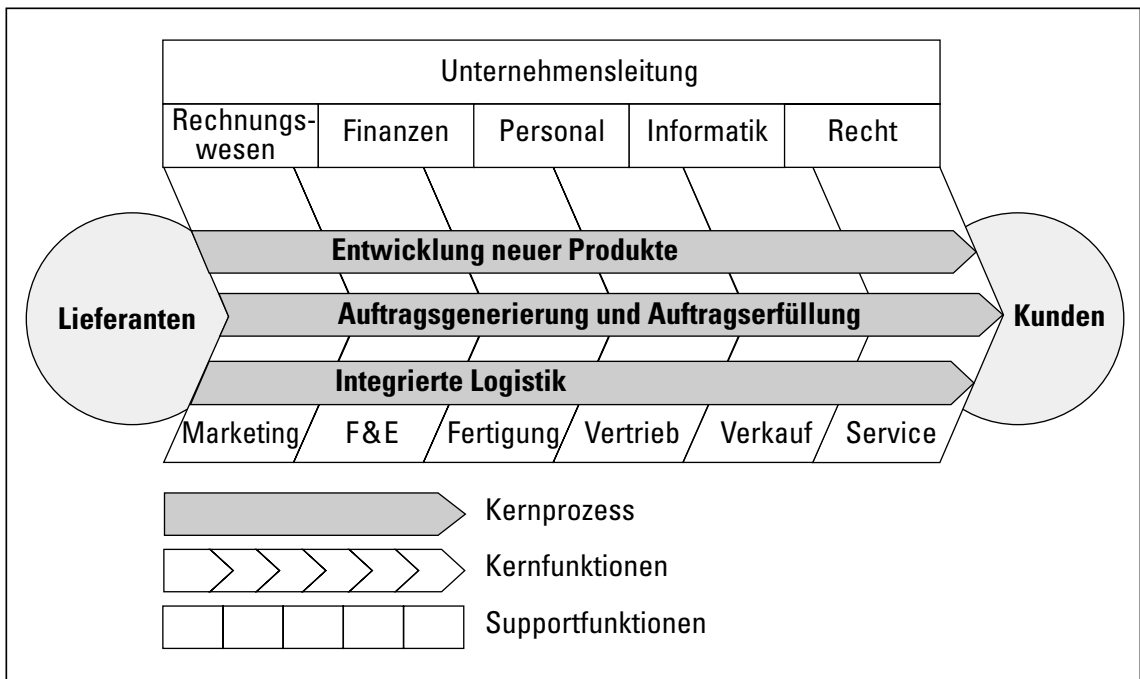 Unternehmensleitung
Rechnungs-
wesen
Finanzen
Personal
Informatik
Recht
Entwicklung neuer Produkte
Lieferanten
Auftragsgenerierung und Auftragserfüllung
Kunden
Integrierte Logistik
Marketing
F&E
Fertigung
Vertrieb
Verkauf
Service
Kernprozess
Kernfunktionen
Supportfunktionen